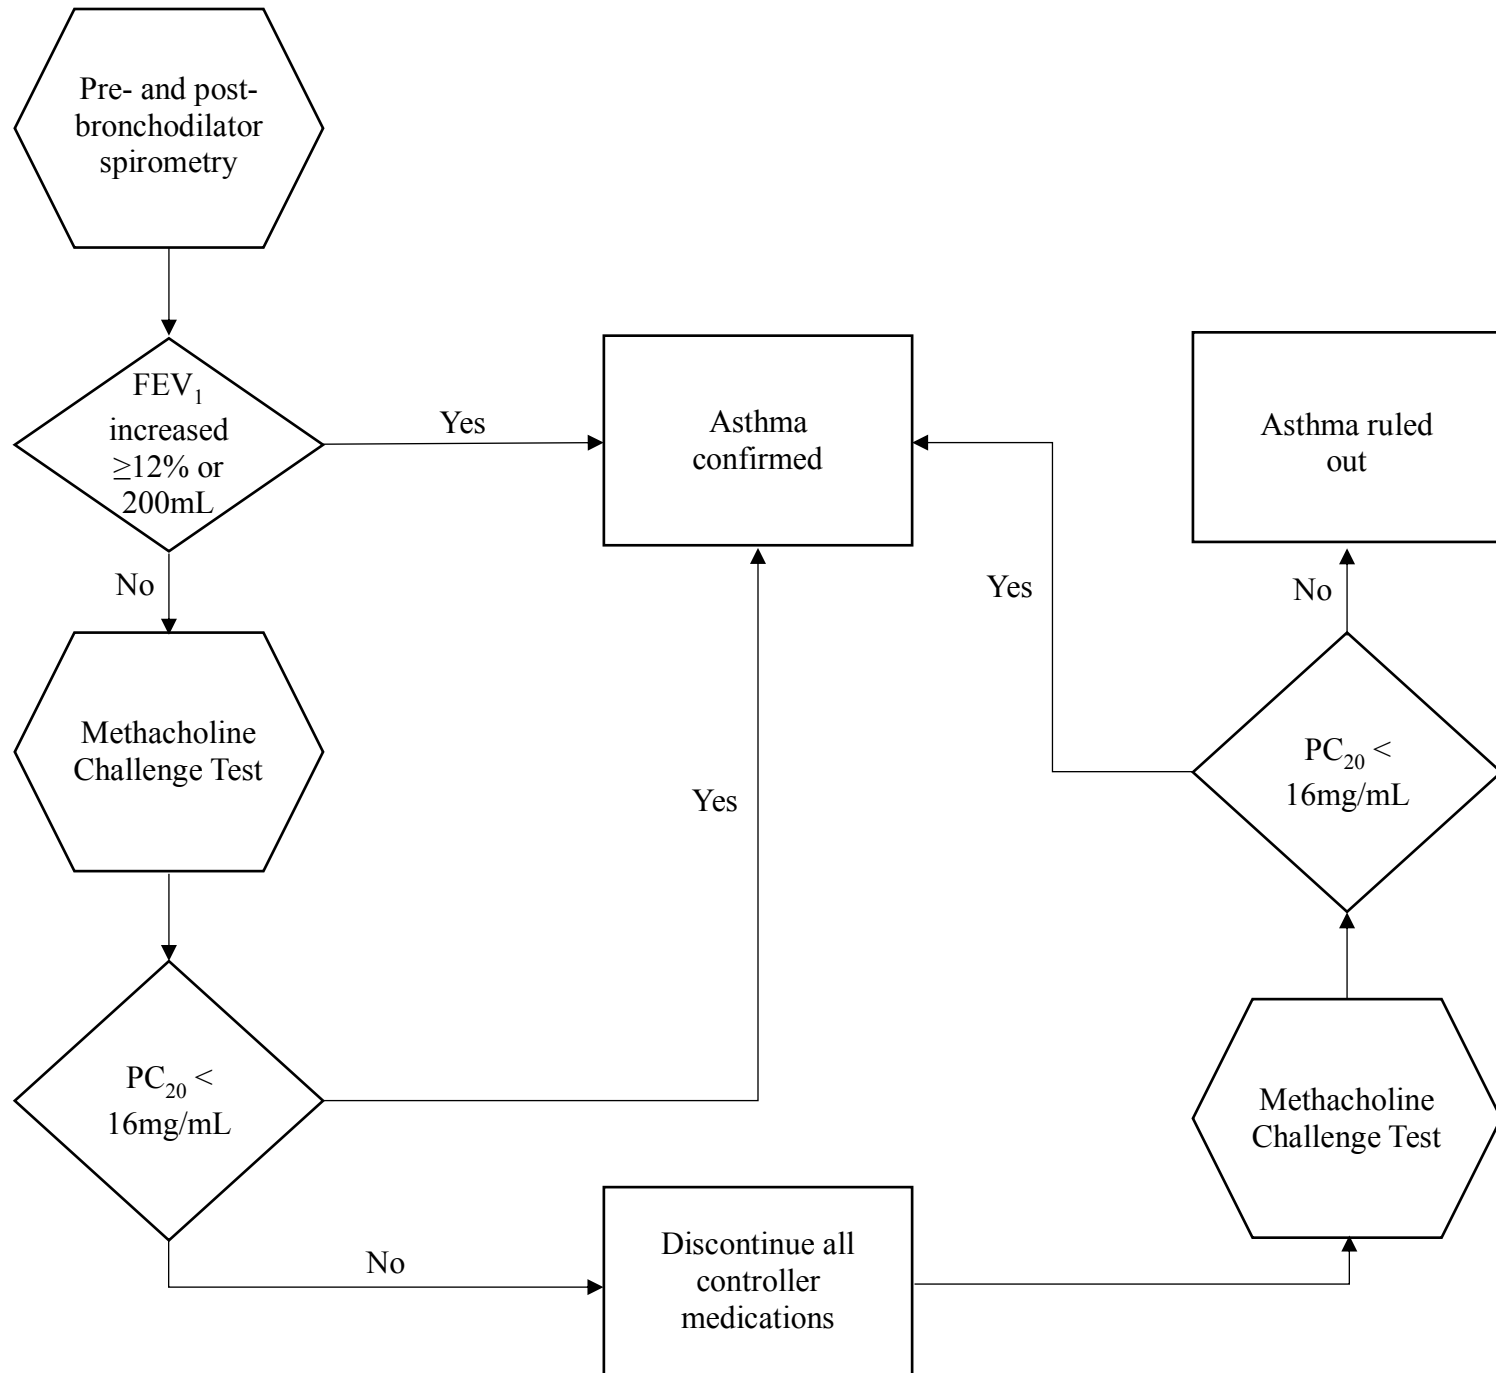 Pre- and post-
bronchodilator
spirometry
FEV₁
increased
≥12% or
200mL
Yes
Asthma
confirmed
Asthma ruled
out
No
Yes
No
Methacholine
Challenge Test
Yes
PC₂₀ <
16mg/mL
PC₂₀ <
16mg/mL
Methacholine
Challenge Test
No
Discontinue all
controller
medications